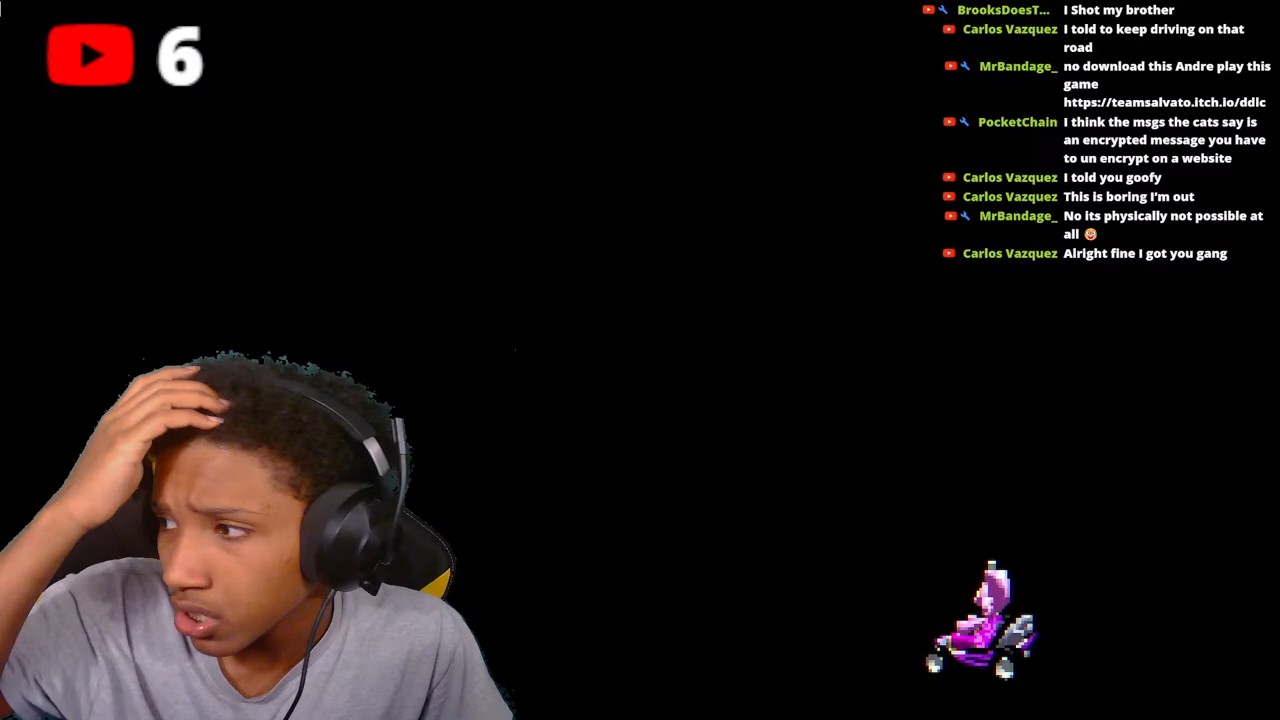 6
BrooksDoesT... I Shot my brother
Carlos Vazquez I told to keep driving on that
road
MrBandage_ no download this Andre play this
game
https://teamsalvato.itch.io/ddlc
PocketChain I think the msgs the cats say is
an encrypted message you have
to un encrypt on a website
Carlos Vazquez I told you goofy
Carlos Vazquez This is boring I’m out
MrBandage_ No its physically not possible at
all 🤡
Carlos Vazquez Alright fine I got you gang